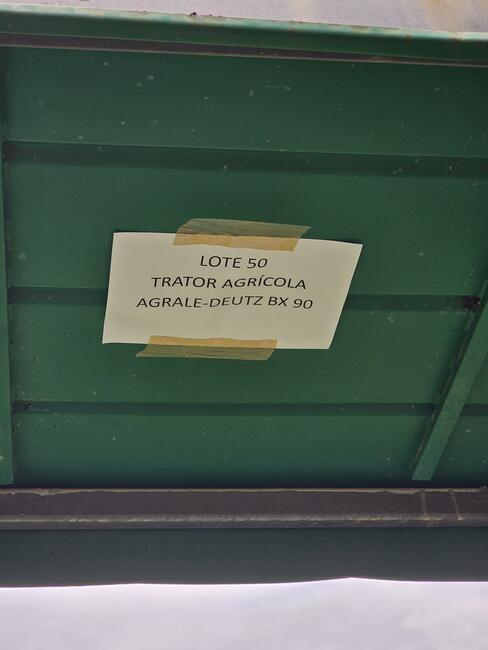 LOTE 50
TRATOR AGRÍCOLA
AGRALE-DEUTZ BX 90